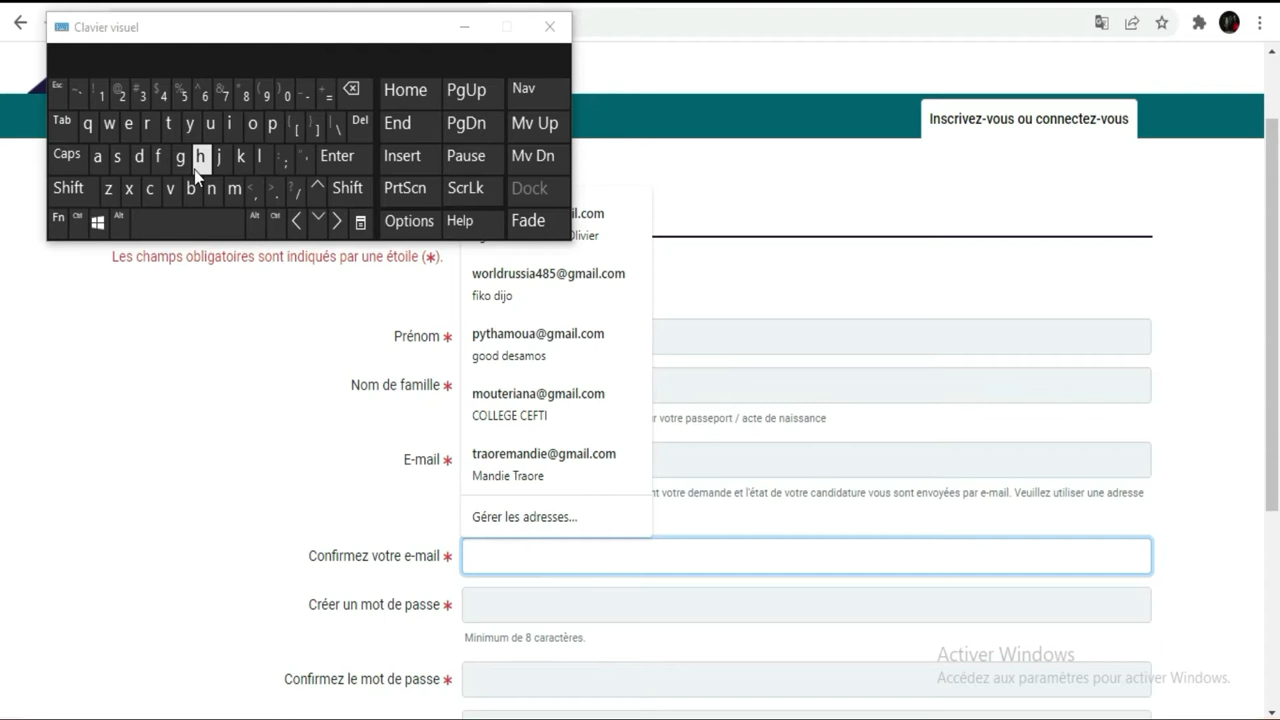 Clavier visuel
Esc ~ ` ! 1 @ 2 # 3 $ 4 % 5 ^ 6 & 7 * 8 ( 9 ) 0 _ - + = Home PgUp Nav
Tab q w e r t y u i o p { [ } ] | \ Del End PgDn Mv Up
Caps a s d f g h j k l : ; " ' Enter Insert Pause Mv Dn
Shift z x c v b n m < , > . ? / Shift PrtScn ScrLk Dock
Fn Ctrl Alt Alt Ctrl Options Help Fade
Inscrivez-vous ou connectez-vous
l.com
Olivier
Les champs obligatoires sont indiqués par une étoile (*).
worldrussia485@gmail.com
fiko dijo
Prénom *
pythamoua@gmail.com
good desamos
Nom de famille *
mouteriana@gmail.com
COLLEGE CEFTI
r votre passeport / acte de naissance
E-mail *
traoremandie@gmail.com
Mandie Traore
nt votre demande et l'état de votre candidature vous sont envoyées par e-mail. Veuillez utiliser une adresse
Gérer les adresses...
Confirmez votre e-mail *
Créer un mot de passe *
Minimum de 8 caractères.
Confirmez le mot de passe *
Activer Windows
Accédez aux paramètres pour activer Windows.